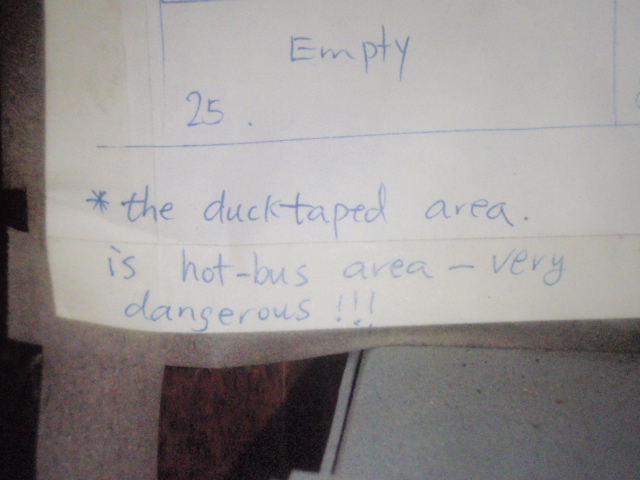 Empty
25.
* the ducktaped area.
is hot-bus area - very
dangerous !!!